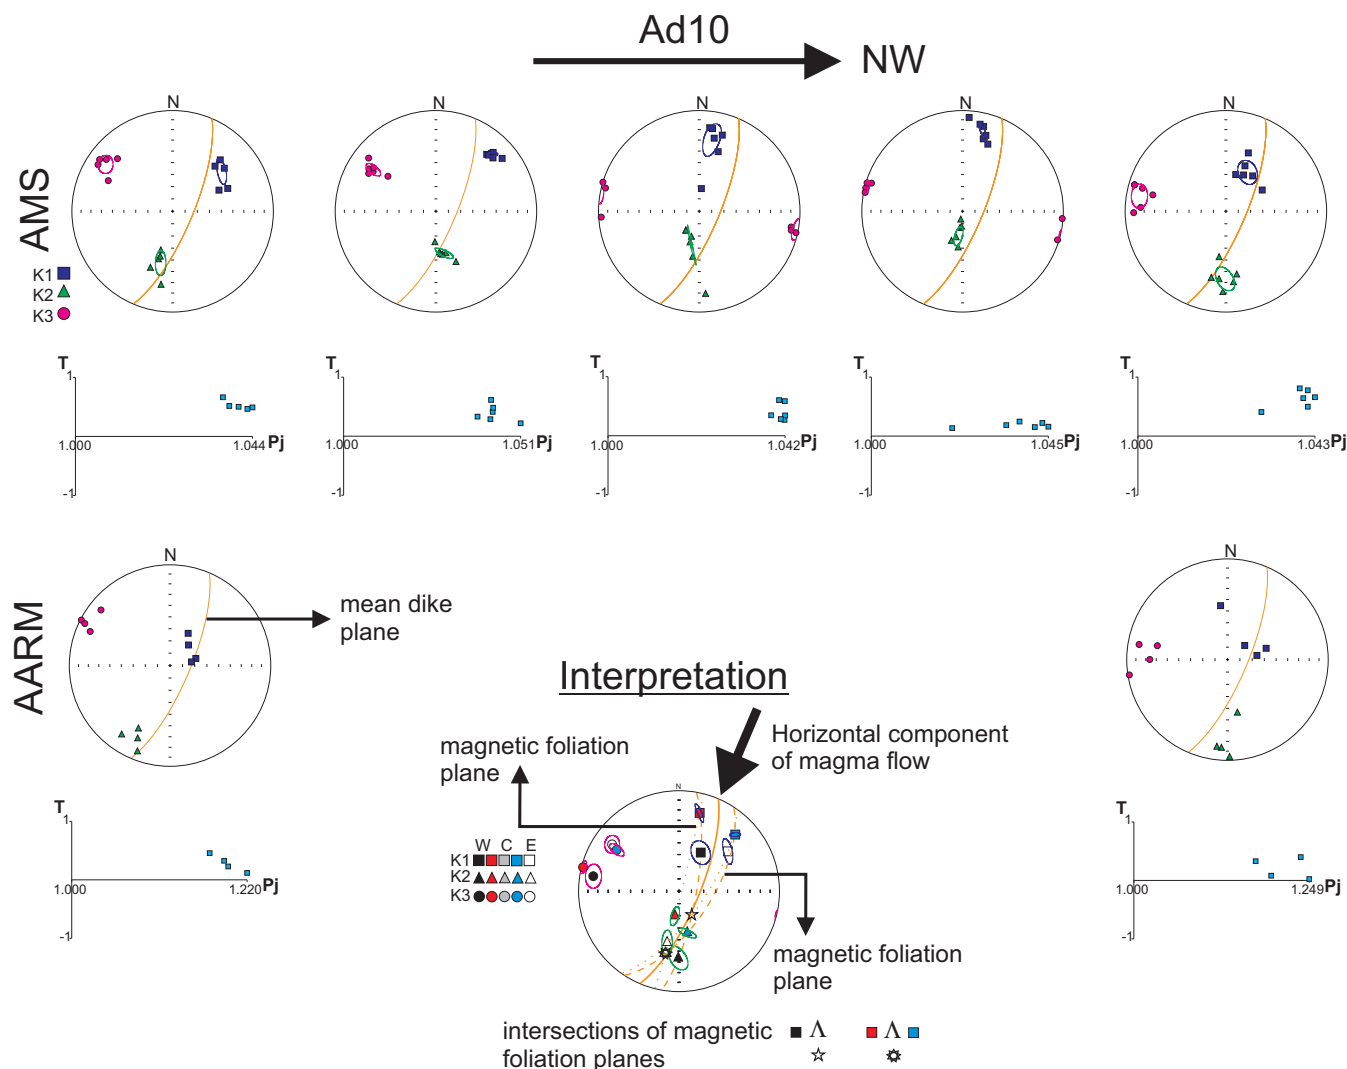 Ad10
NW
N
N
N
N
N
AMS
K1
K2
K3
T
1
-1
1.000
1.044
Pj
T
1
-1
1.000
1.051
Pj
T
1
-1
1.000
1.042
Pj
T
1
-1
1.000
1.045
Pj
T
1
-1
1.000
1.043
Pj
AARM
N
mean dike
plane
N
Interpretation
Horizontal component
of magma flow
magnetic foliation
plane
N
W C E
K1
K2
K3
magnetic foliation
plane
T
1
-1
1.000
1.220
Pj
T
1
-1
1.000
1.249
Pj
intersections of magnetic
foliation planes
Λ
Λ